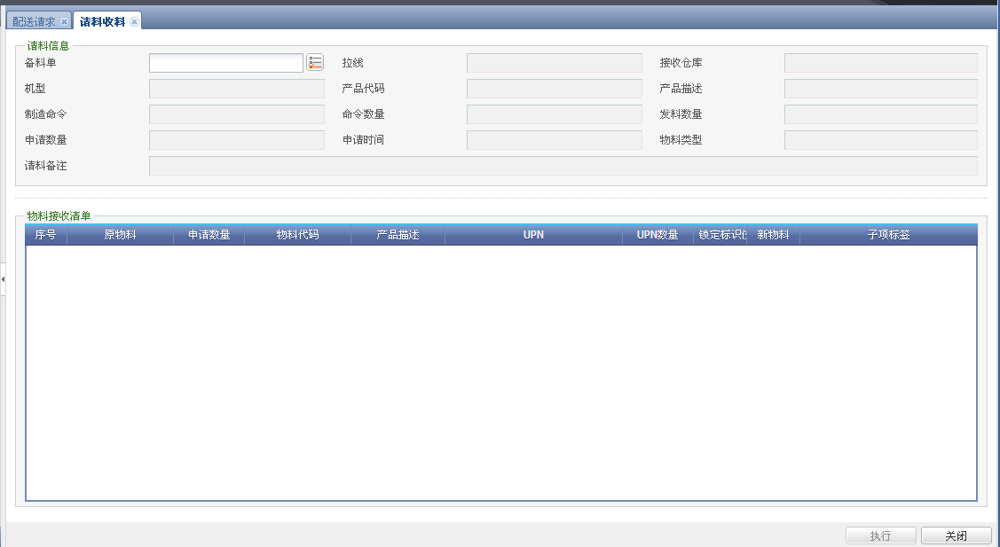 配送请求 请料收料
请料信息
备料单 拉线 接收仓库
机型 产品代码 产品描述
制造命令 命令数量 发料数量
申请数量 申请时间 物料类型
请料备注
物料接收清单
序号 原物料 申请数量 物料代码 产品描述 UPN UPN数量 锁定标识 新物料 子项标签
执行 关闭